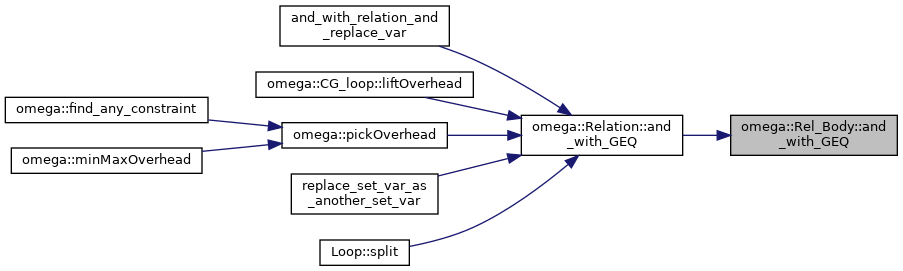 and_with_relation_and
_replace_var
omega::CG_loop::liftOverhead
omega::find_any_constraint
omega::pickOverhead
omega::minMaxOverhead
replace_set_var_as
_another_set_var
Loop::split
omega::Relation::and
_with_GEQ
omega::Rel_Body::and
_with_GEQ